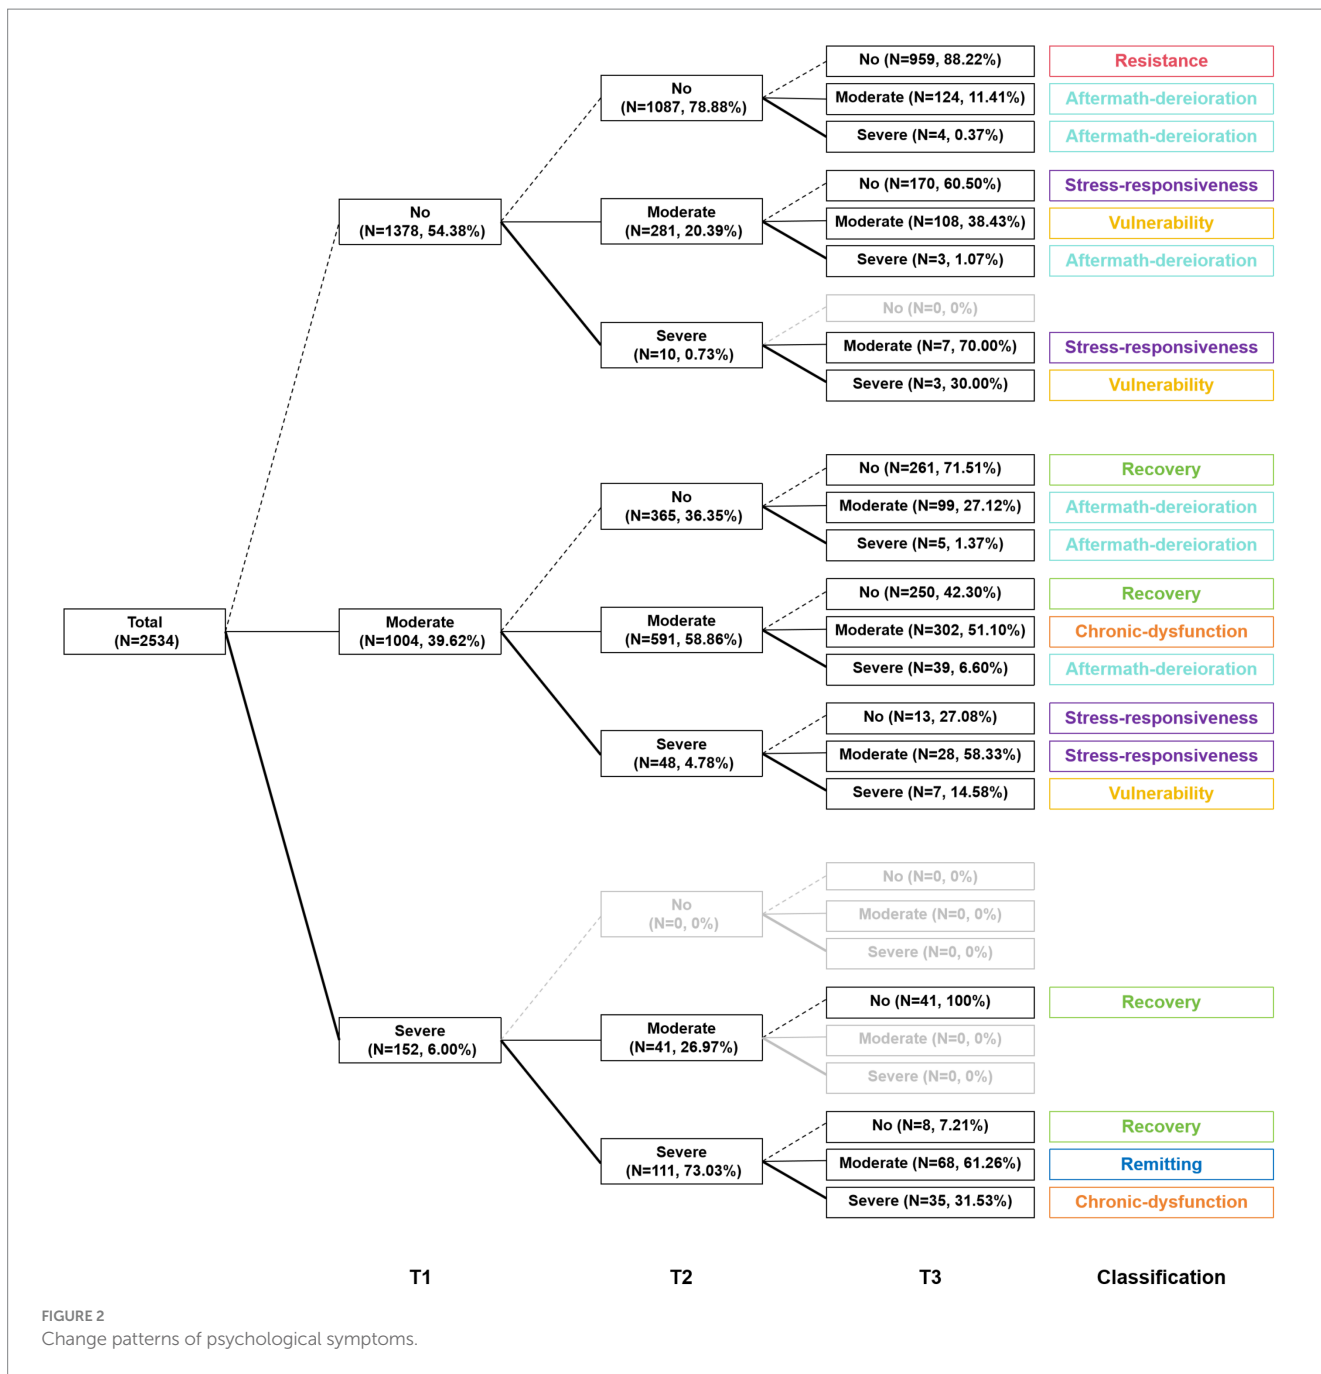 No (N=959, 88.22%) Resistance
No
(N=1087, 78.88%)
Moderate (N=124, 11.41%) Aftermath-dereioration
Severe (N=4, 0.37%) Aftermath-dereioration
No
(N=1378, 54.38%)
Moderate
(N=281, 20.39%)
No (N=170, 60.50%) Stress-responsiveness
Moderate (N=108, 38.43%) Vulnerability
Severe (N=3, 1.07%) Aftermath-dereioration
Severe
(N=10, 0.73%)
No (N=0, 0%)
Moderate (N=7, 70.00%) Stress-responsiveness
Severe (N=3, 30.00%) Vulnerability
No
(N=365, 36.35%)
No (N=261, 71.51%) Recovery
Moderate (N=99, 27.12%) Aftermath-dereioration
Severe (N=5, 1.37%) Aftermath-dereioration
Total
(N=2534)
Moderate
(N=1004, 39.62%)
Moderate
(N=591, 58.86%)
No (N=250, 42.30%) Recovery
Moderate (N=302, 51.10%) Chronic-dysfunction
Severe (N=39, 6.60%) Aftermath-dereioration
Severe
(N=48, 4.78%)
No (N=13, 27.08%) Stress-responsiveness
Moderate (N=28, 58.33%) Stress-responsiveness
Severe (N=7, 14.58%) Vulnerability
No
(N=0, 0%)
No (N=0, 0%)
Moderate (N=0, 0%)
Severe (N=0, 0%)
Severe
(N=152, 6.00%)
Moderate
(N=41, 26.97%)
No (N=41, 100%) Recovery
Moderate (N=0, 0%)
Severe (N=0, 0%)
Severe
(N=111, 73.03%)
No (N=8, 7.21%) Recovery
Moderate (N=68, 61.26%) Remitting
Severe (N=35, 31.53%) Chronic-dysfunction
T1 T2 T3 Classification
FIGURE 2
Change patterns of psychological symptoms.